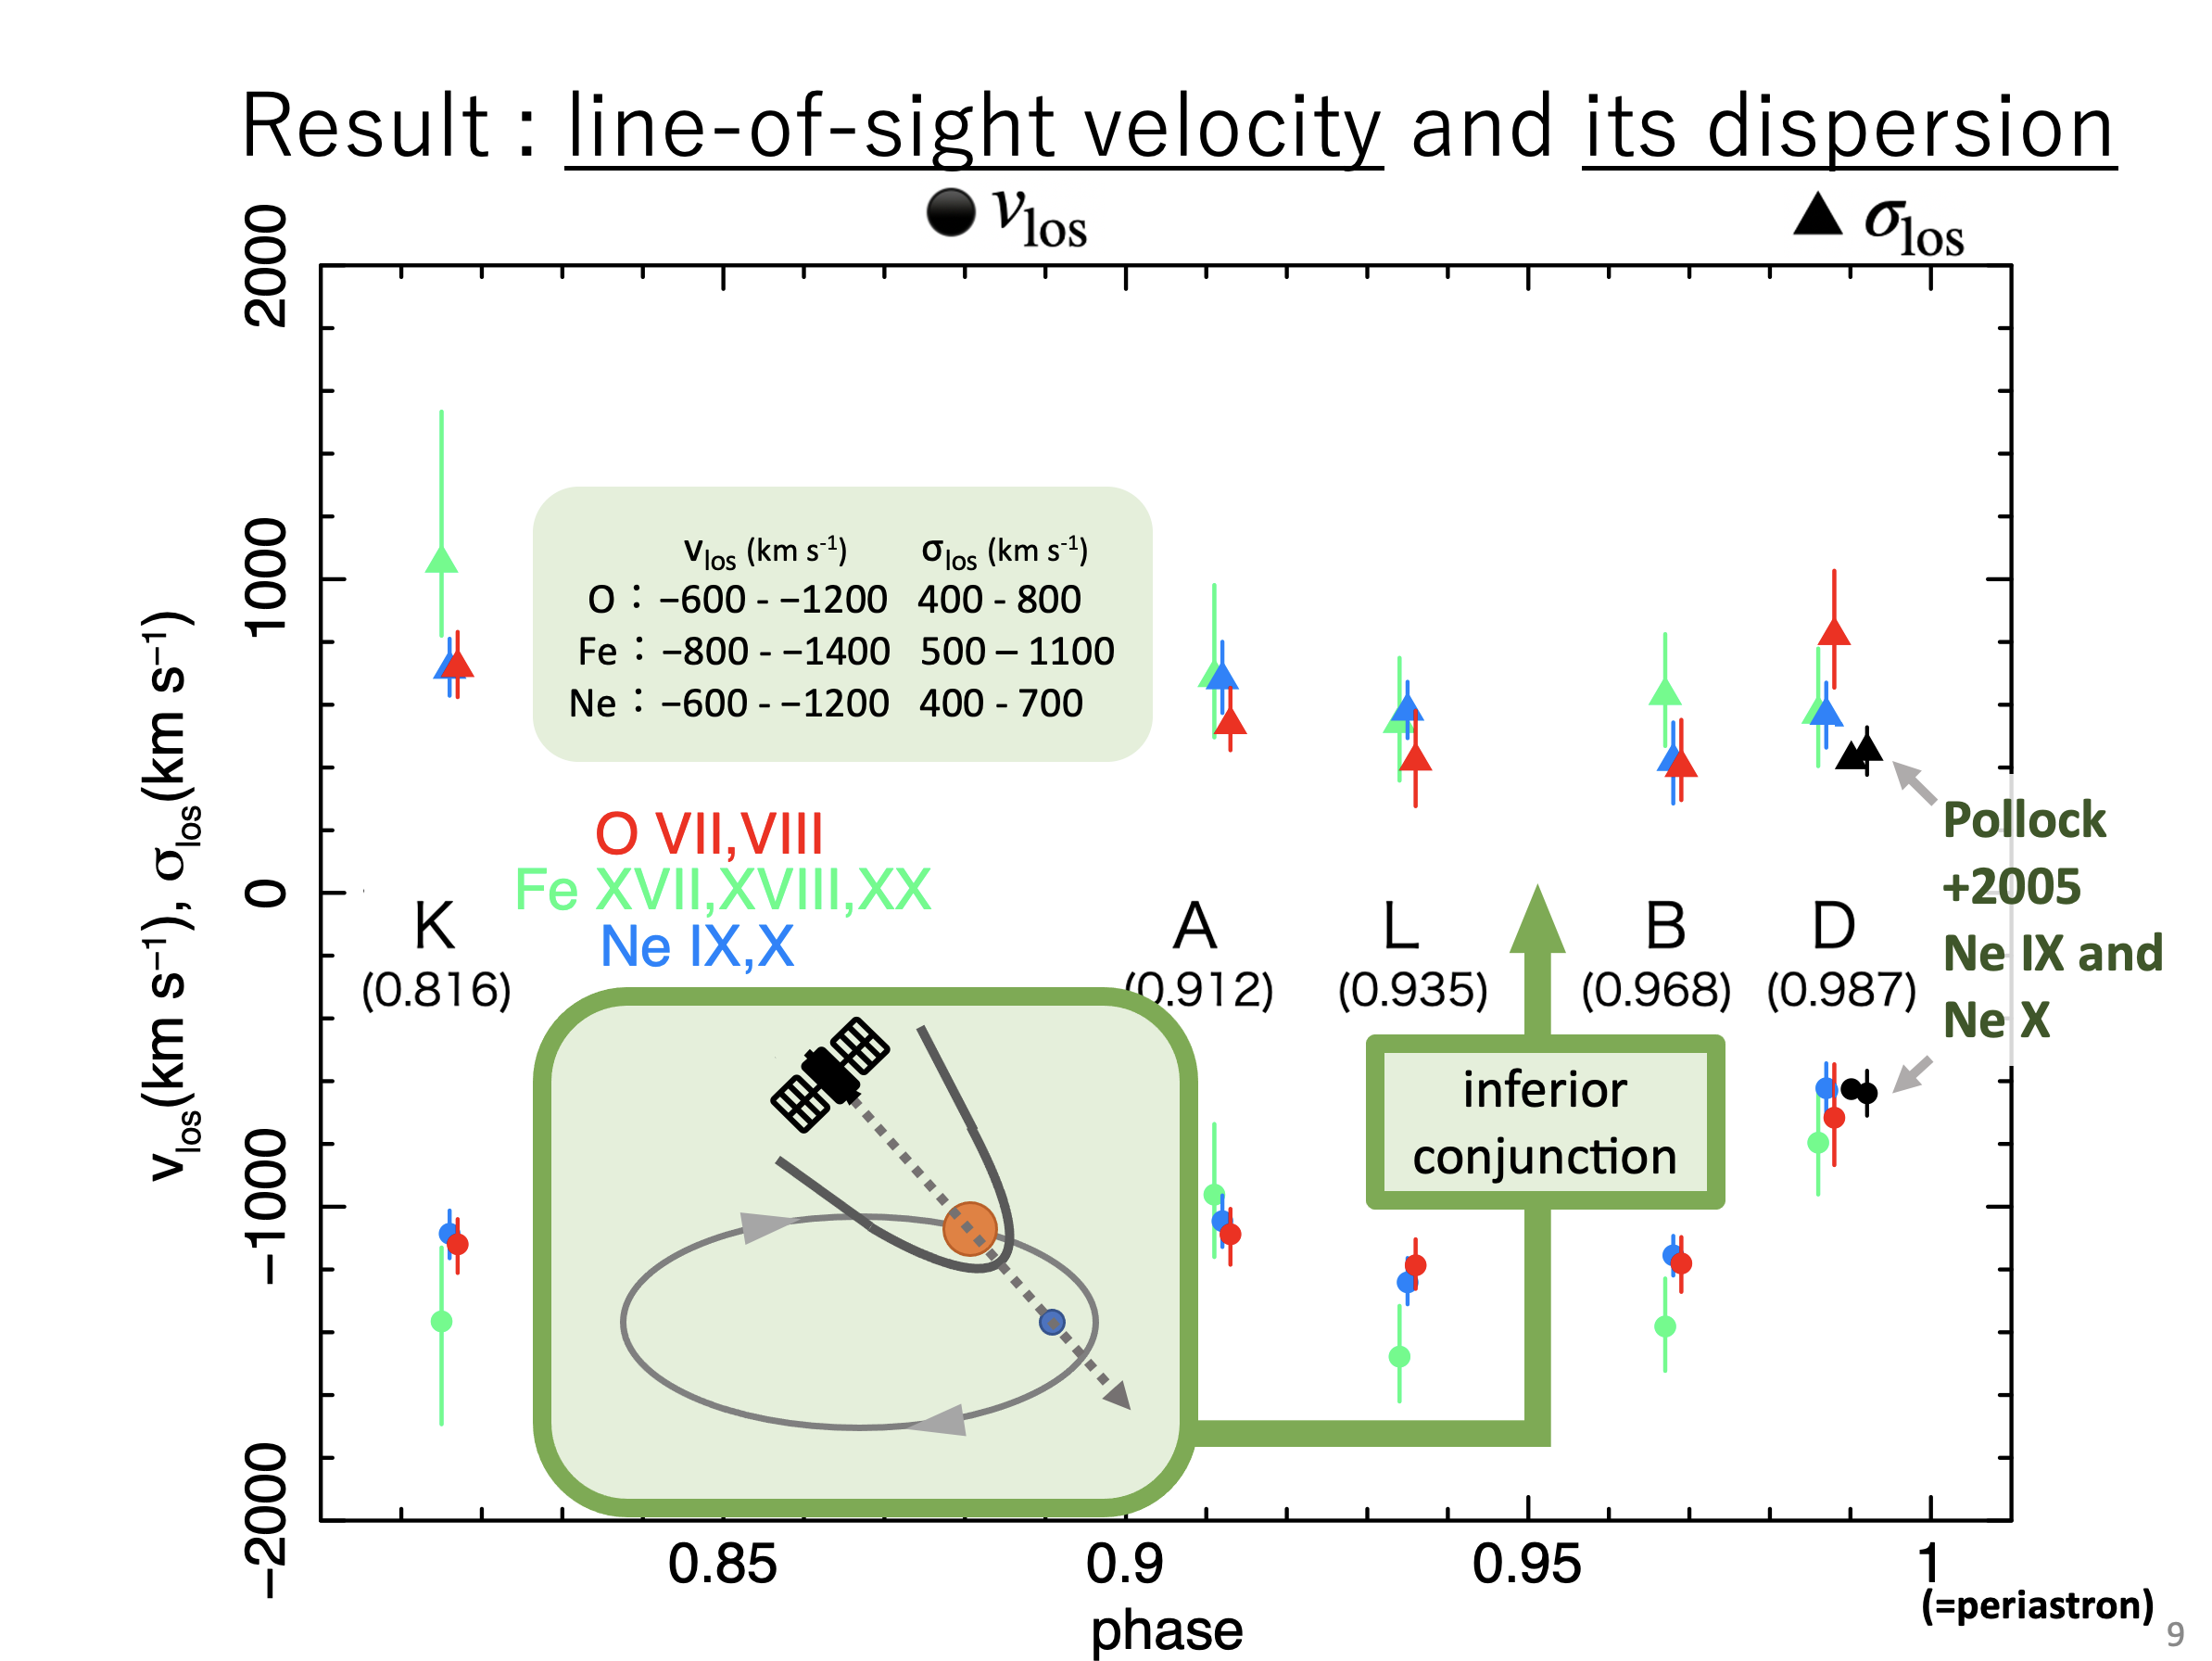 Result : line-of-sight velocity and its dispersion
● vlos
▲ σlos
2000
1000
0
−1000
−2000
vlos(km s−1), σlos(km s−1)
vlos (km s-1) σlos (km s-1)
O : −600 - −1200 400 - 800
Fe : −800 - −1400 500 – 1100
Ne : −600 - −1200 400 - 700
O VII,VIII
Fe XVII,XVIII,XX
Ne IX,X
K
(0.816)
A
(0.912)
L
(0.935)
B
(0.968)
D
(0.987)
Pollock
+2005
Ne IX and
Ne X
inferior
conjunction
0.85 0.9 0.95 1
(=periastron)
phase
9